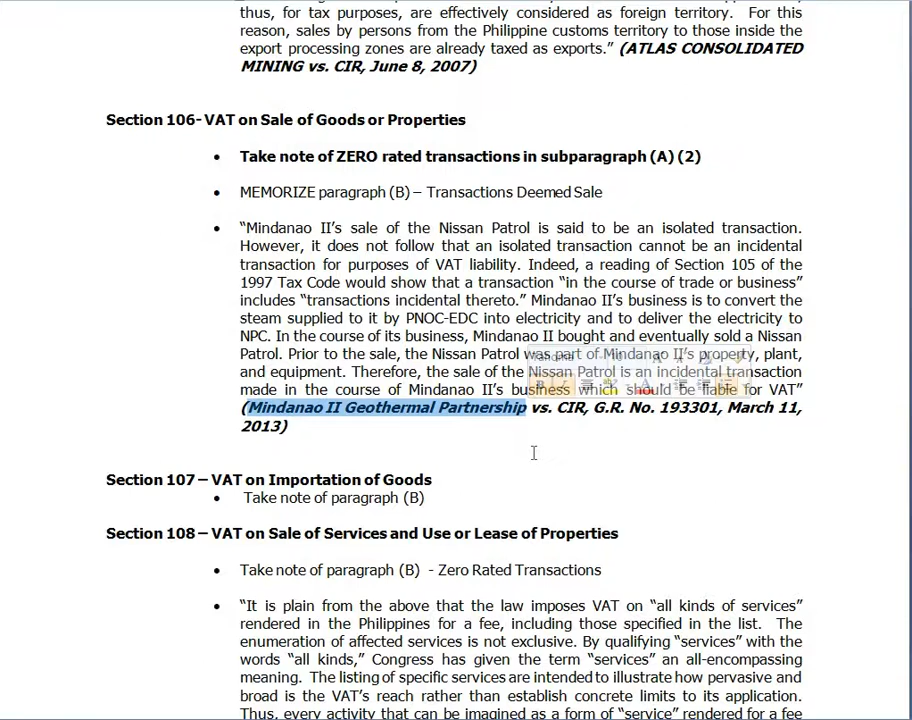 thus, for tax purposes, are effectively considered as foreign territory. For this
reason, sales by persons from the Philippine customs territory to those inside the
export processing zones are already taxed as exports.” (ATLAS CONSOLIDATED
MINING vs. CIR, June 8, 2007)
Section 106- VAT on Sale of Goods or Properties
• Take note of ZERO rated transactions in subparagraph (A) (2)
• MEMORIZE paragraph (B) – Transactions Deemed Sale
• “Mindanao II’s sale of the Nissan Patrol is said to be an isolated transaction.
However, it does not follow that an isolated transaction cannot be an incidental
transaction for purposes of VAT liability. Indeed, a reading of Section 105 of the
1997 Tax Code would show that a transaction “in the course of trade or business”
includes “transactions incidental thereto.” Mindanao II’s business is to convert the
steam supplied to it by PNOC-EDC into electricity and to deliver the electricity to
NPC. In the course of its business, Mindanao II bought and eventually sold a Nissan
Patrol. Prior to the sale, the Nissan Patrol was part of Mindanao II’s property, plant,
and equipment. Therefore, the sale of the Nissan Patrol is an incidental transaction
made in the course of Mindanao II’s business which should be liable for VAT”
(Mindanao II Geothermal Partnership vs. CIR, G.R. No. 193301, March 11,
2013)
Section 107 – VAT on Importation of Goods
• Take note of paragraph (B)
Section 108 – VAT on Sale of Services and Use or Lease of Properties
• Take note of paragraph (B) - Zero Rated Transactions
• “It is plain from the above that the law imposes VAT on “all kinds of services”
rendered in the Philippines for a fee, including those specified in the list. The
enumeration of affected services is not exclusive. By qualifying “services” with the
words “all kinds,” Congress has given the term “services” an all-encompassing
meaning. The listing of specific services are intended to illustrate how pervasive and
broad is the VAT’s reach rather than establish concrete limits to its application.
Thus, every activity that can be imagined as a form of “service” rendered for a fee